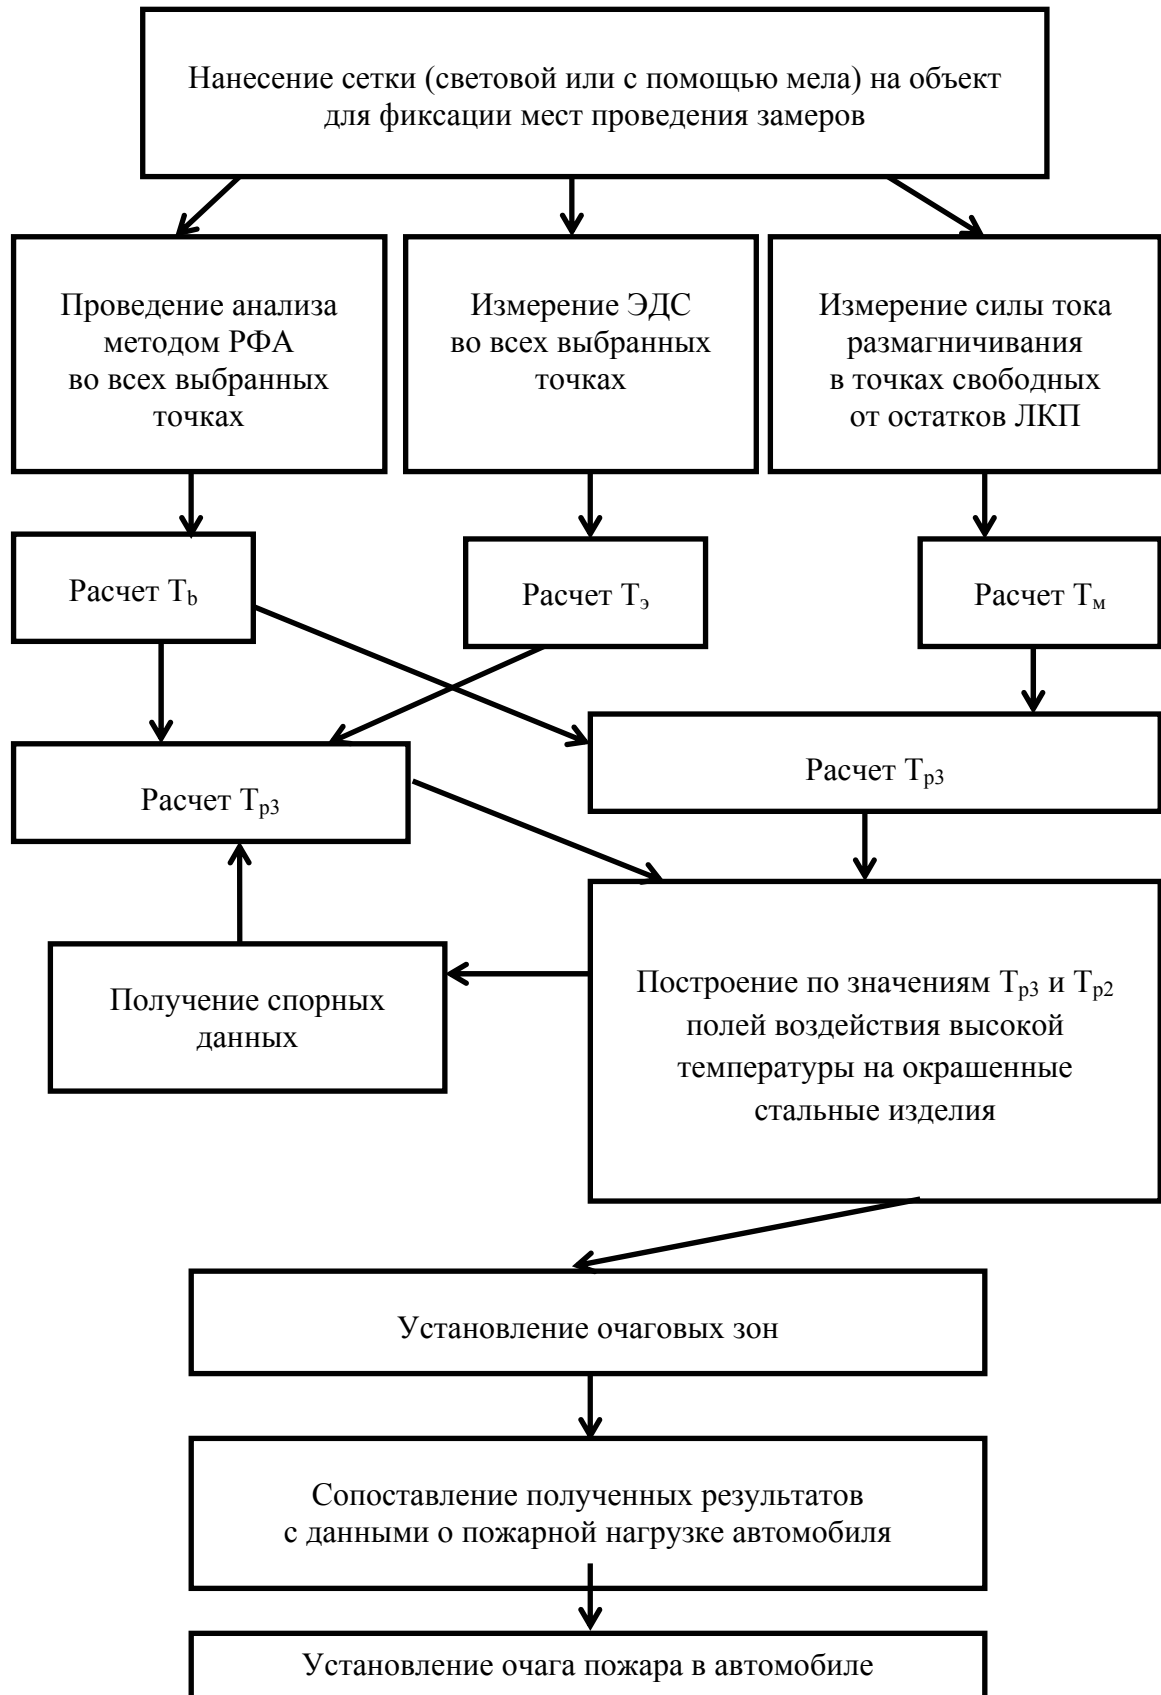 Нанесение сетки (световой или с помощью мела) на объект
для фиксации мест проведения замеров
Проведение анализа
методом РФА
во всех выбранных
точках
Измерение ЭДС
во всех выбранных
точках
Измерение силы тока
размагничивания
в точках свободных
от остатков ЛКП
Расчет Tb
Расчет Tэ
Расчет Tм
Расчет Tр3
Расчет Tр3
Получение спорных
данных
Построение по значениям Tр3 и Tр2
полей воздействия высокой
температуры на окрашенные
стальные изделия
Установление очаговых зон
Сопоставление полученных результатов
с данными о пожарной нагрузке автомобиля
Установление очага пожара в автомобиле